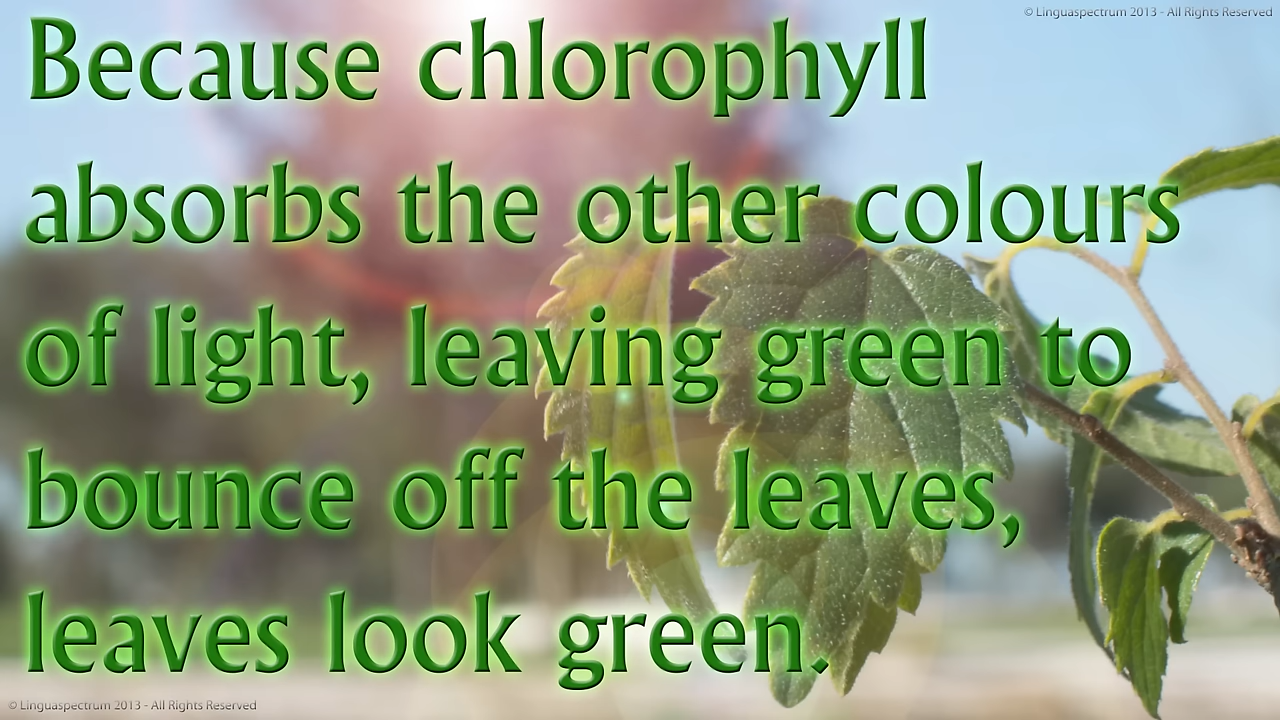 © Linguaspectrum 2013 - All Rights Reserved
Because chlorophyll
absorbs the other colours
of light, leaving green to
bounce off the leaves,
leaves look green.
© Linguaspectrum 2013 - All Rights Reserved